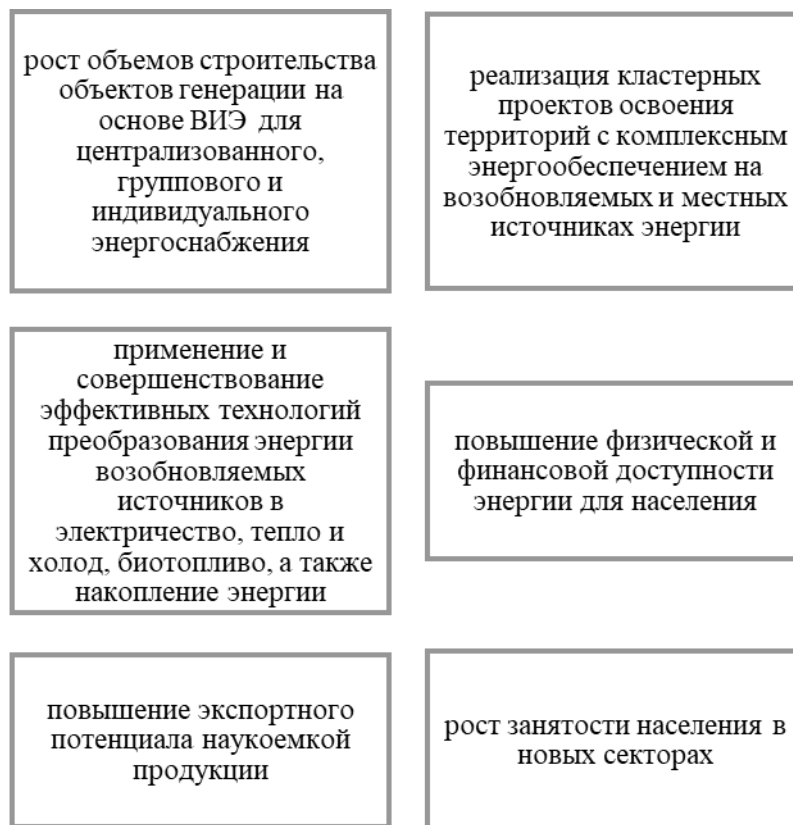 рост объемов строительства
объектов генерации на
основе ВИЭ для
централизованного,
группового и
индивидуального
энергоснабжения
реализация кластерных
проектов освоения
территорий с комплексным
энергообеспечением на
возобновляемых и местных
источниках энергии
применение и
совершенствование
эффективных технологий
преобразования энергии
возобновляемых
источников в
электричество, тепло и
холод, биотопливо, а также
накопление энергии
повышение физической и
финансовой доступности
энергии для населения
повышение экспортного
потенциала наукоемкой
продукции
рост занятости населения в
новых секторах